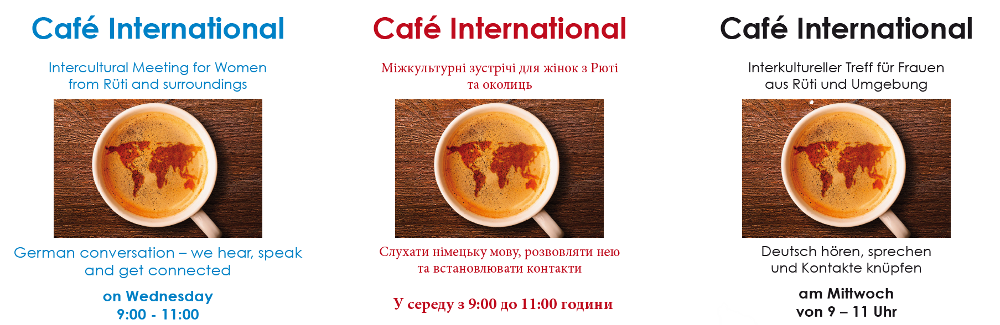 Café International
Intercultural Meeting for Women
from Rüti and surroundings
German conversation – we hear, speak
and get connected
on Wednesday
9:00 - 11:00
Café International
Міжкультурні зустрічі для жінок з Рюті
та околиць
Слухати німецьку мову, розвовляти нею
та встановлювати контакти
У середу з 9:00 до 11:00 години
Café International
Interkultureller Treff für Frauen
aus Rüti und Umgebung
Deutsch hören, sprechen
und Kontakte knüpfen
am Mittwoch
von 9 – 11 Uhr